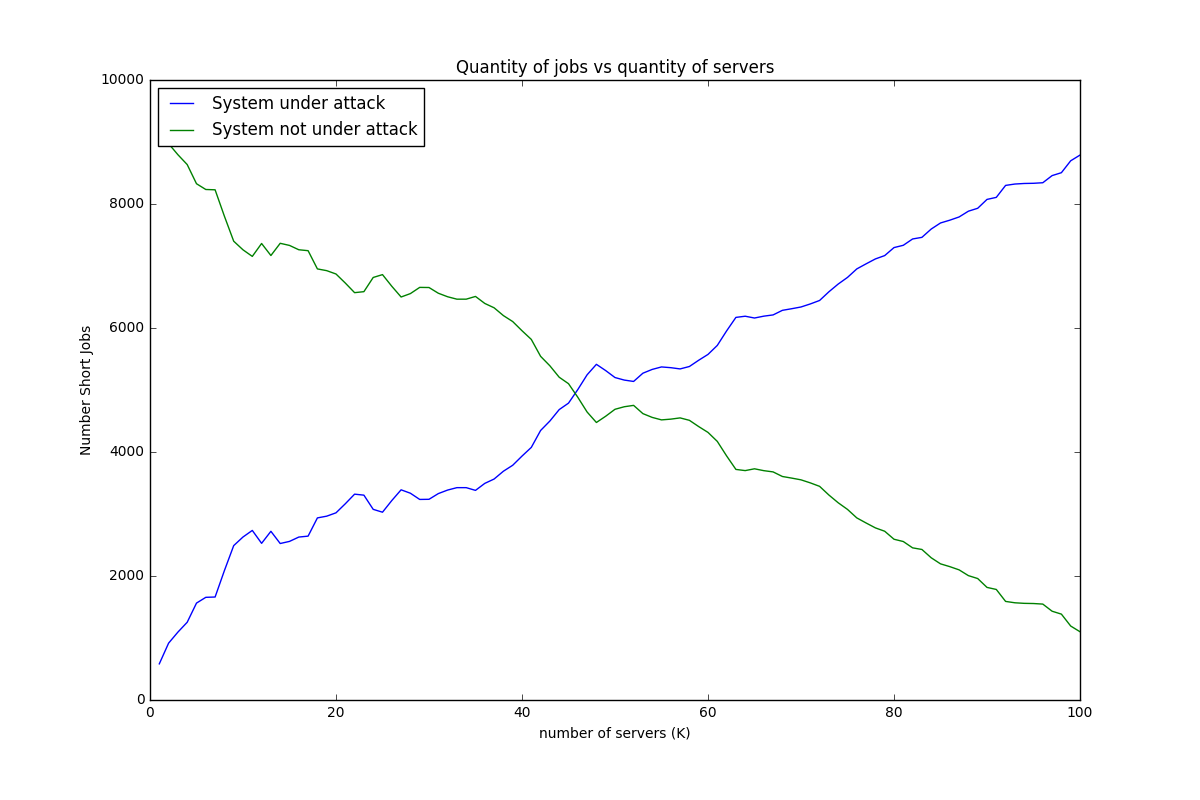 Quantity of jobs vs quantity of servers
10000
8000
6000
4000
2000
0
Number Short Jobs
System under attack
System not under attack
0 20 40 60 80 100
number of servers (K)